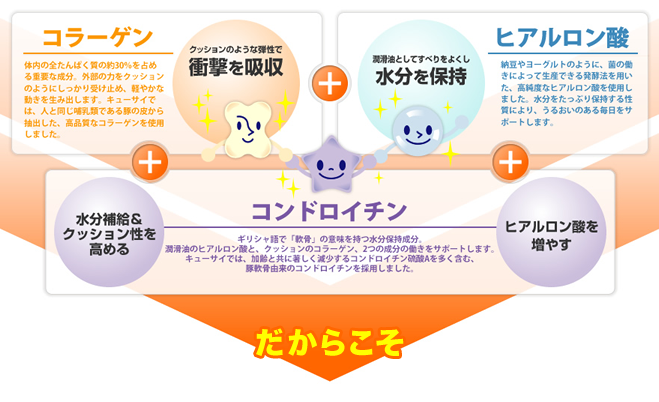 コラーゲン
体内の全たんぱく質の約30%を占め
る重要な成分。外部の力をクッション
のようにしっかり受け止め、軽やかな
動きを生み出します。キューサイで
は、人と同じ哺乳類である豚の皮から
抽出した、高品質なコラーゲンを使用
しました。
クッションのような弾性で
衝撃を吸収
潤滑油としてすべりをよくし
水分を保持
ヒアルロン酸
納豆やヨーグルトのように、菌の働
きによって生産できる発酵法を用い
た、高純度なヒアルロン酸を使用し
ました。水分をたっぷり保持する性
質により、うるおいのある毎日をサ
ポートします。
水分補給&
クッション性を
高める
コンドロイチン
ギリシャ語で「軟骨」の意味を持つ水分保持成分。
潤滑油のヒアルロン酸と、クッションのコラーゲン、2つの成分の働きをサポートします。
キューサイでは、加齢と共に著しく減少するコンドロイチン硫酸Aを多く含む、
豚軟骨由来のコンドロイチンを採用しました。
ヒアルロン酸を
増やす
だからこそ